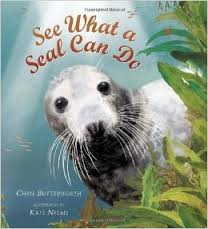 See What a
Seal Can Do
CHRIS BUTTERWORTH
ILLUSTRATED BY
KATE NELMS